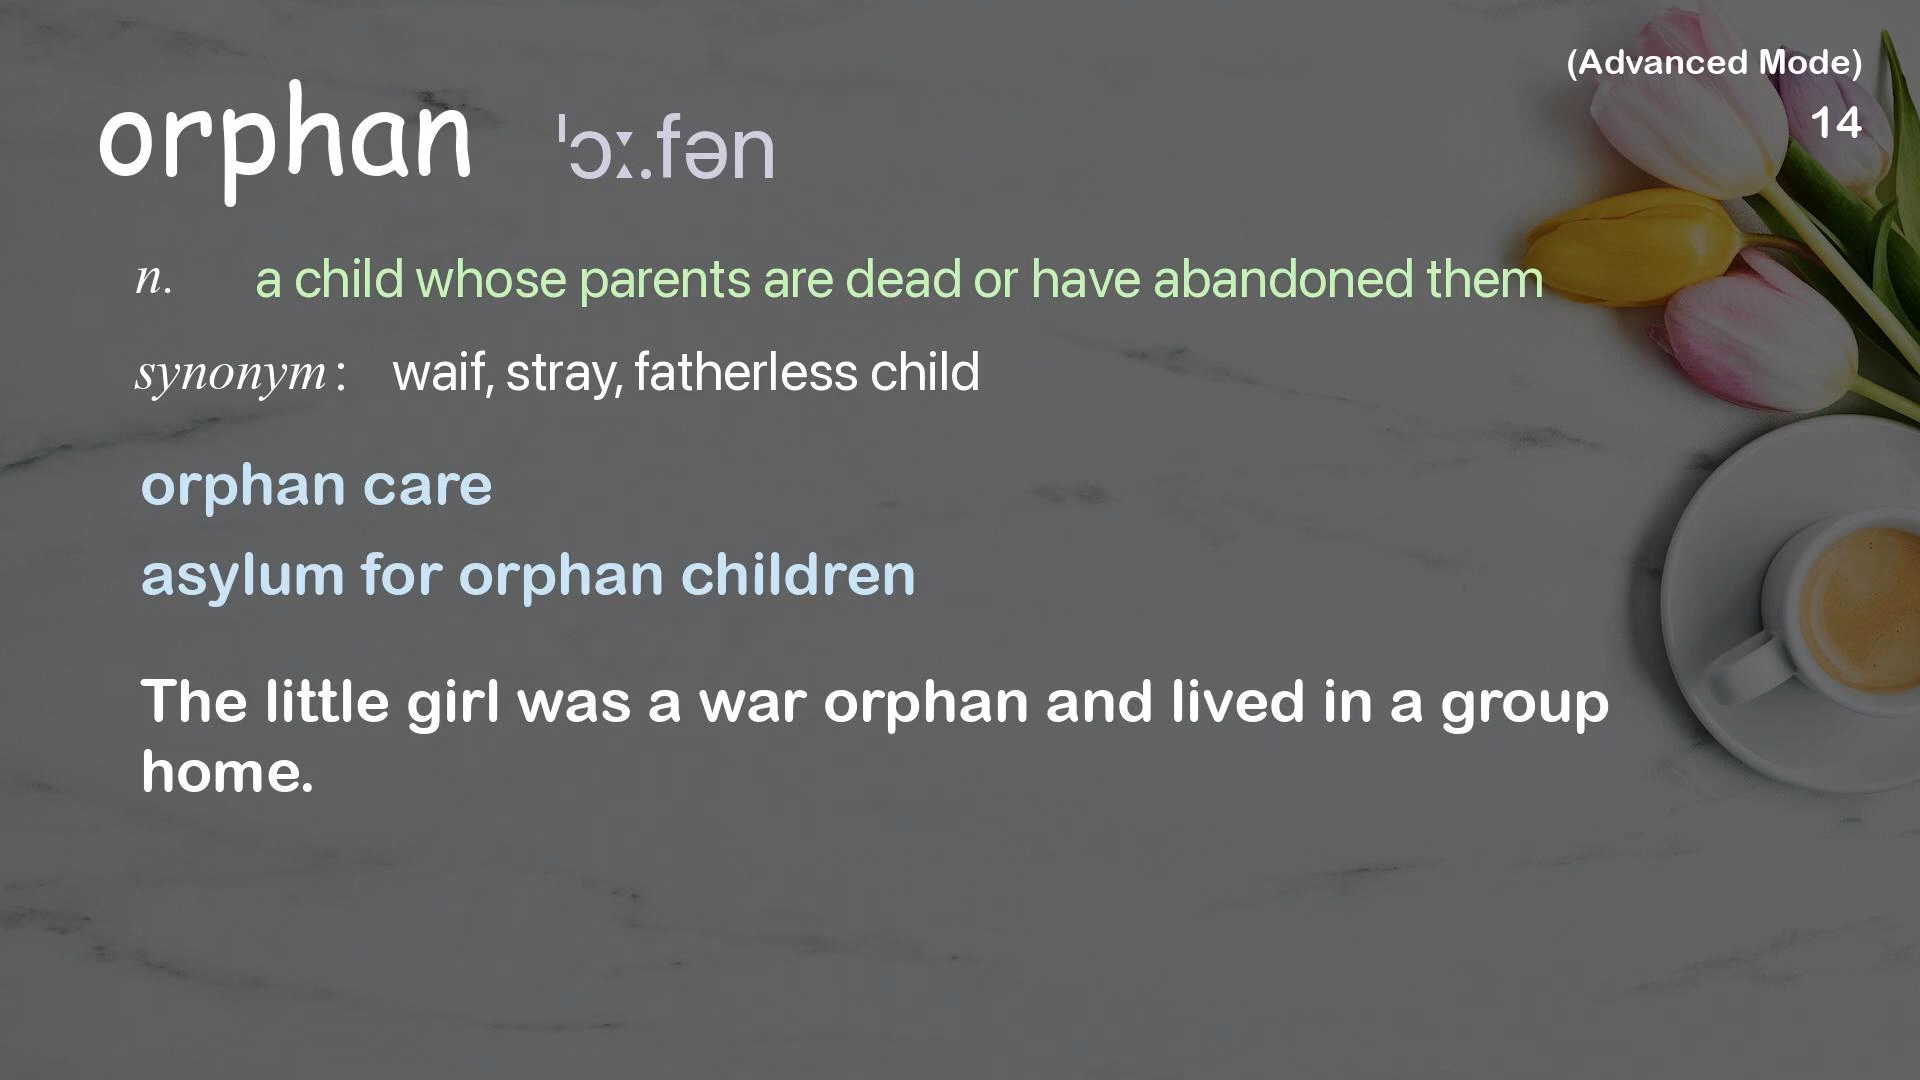 (Advanced Mode)
14
orphan ˈɔː.fən
n. a child whose parents are dead or have abandoned them
synonym : waif, stray, fatherless child
orphan care
asylum for orphan children
The little girl was a war orphan and lived in a group
home.